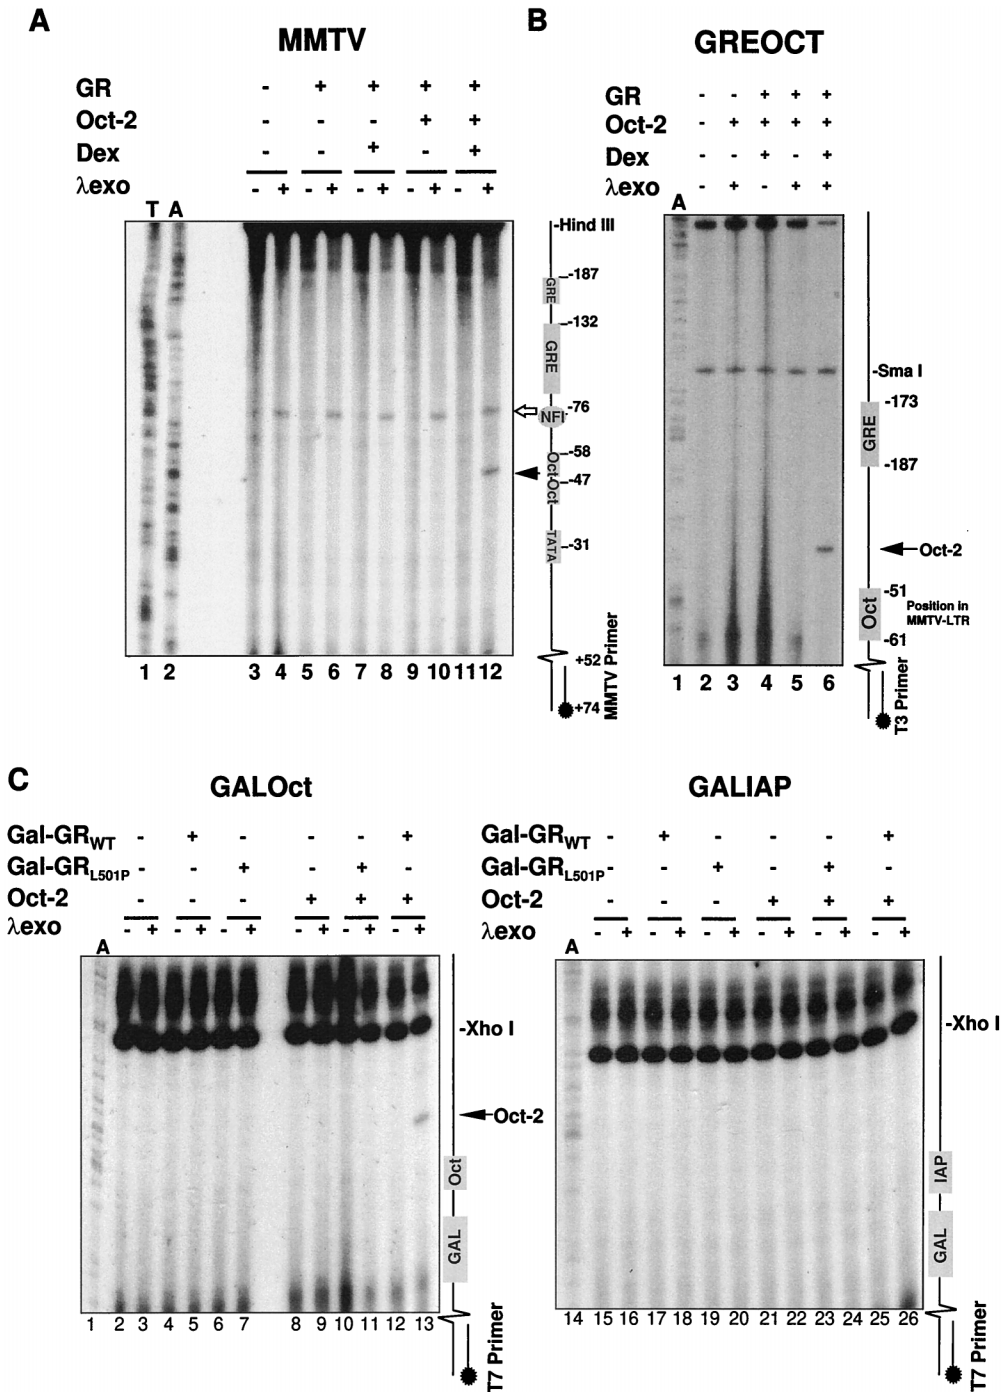 A
MMTV
GR - + + + +
Oct-2 - - - + +
Dex - - + - +
λexo - + - + - + - + - +
T A
-Hind III
GRE
-187
-132
GRE
-76
NFI
-58
Oct-Oct
-47
TATA
-31
+52
+74
MMTV Primer
1 2 3 4 5 6 7 8 9 10 11 12
B
GREOCT
GR - - + + +
Oct-2 - + + + +
Dex - - + - +
λexo - + - + +
A
-Sma I
-173
GRE
-187
Oct-2
-51
Oct
Position in
MMTV-LTR
-61
T3 Primer
1 2 3 4 5 6
C
GALOct
Gal-GRWT - + - - - +
Gal-GRL501P - - + - + -
Oct-2 - - - + + +
λexo - + - + - + - + - + - +
A
-Xho I
Oct-2
Oct
GAL
T7 Primer
1 2 3 4 5 6 7 8 9 10 11 12 13
GALIAP
Gal-GRWT - + - - - +
Gal-GRL501P - - + - + -
Oct-2 - - - + + +
λexo - + - + - + - + - + - +
A
-Xho I
IAP
GAL
T7 Primer
14 15 16 17 18 19 20 21 22 23 24 25 26